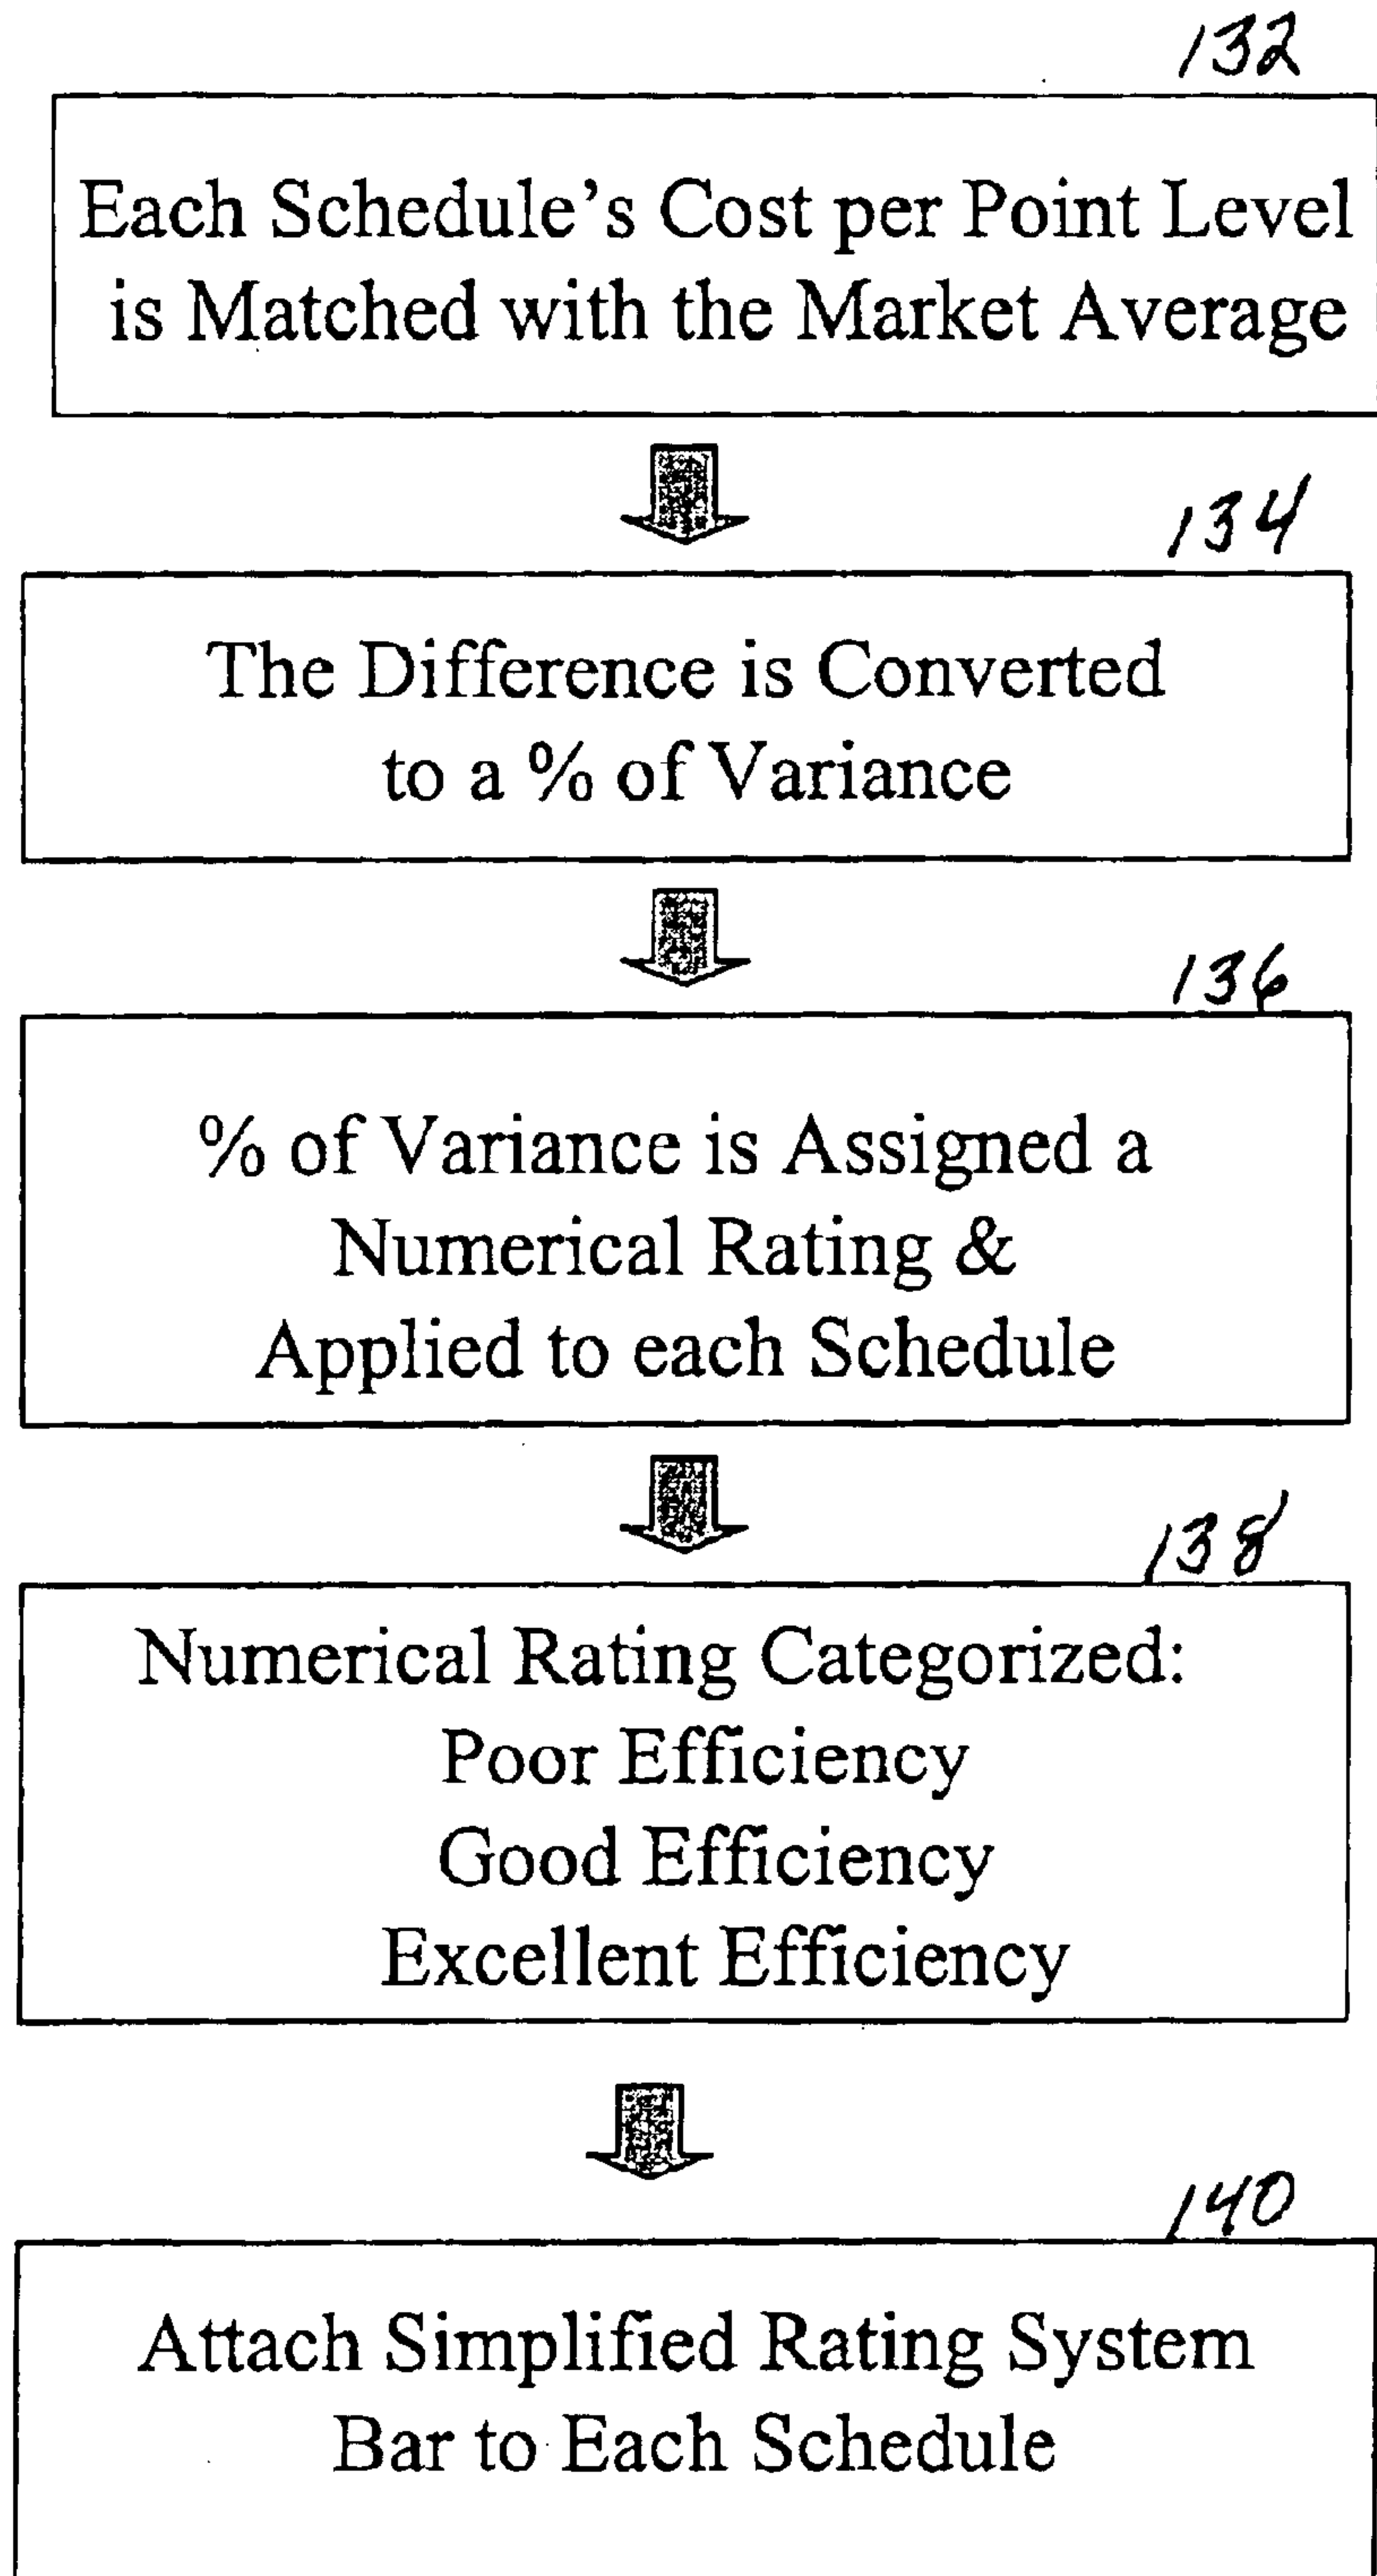 132
Each Schedule's Cost per Point Level
is Matched with the Market Average
134
The Difference is Converted
to a % of Variance
136
% of Variance is Assigned a
Numerical Rating &
Applied to each Schedule
138
Numerical Rating Categorized:
Poor Efficiency
Good Efficiency
Excellent Efficiency
140
Attach Simplified Rating System
Bar to Each Schedule